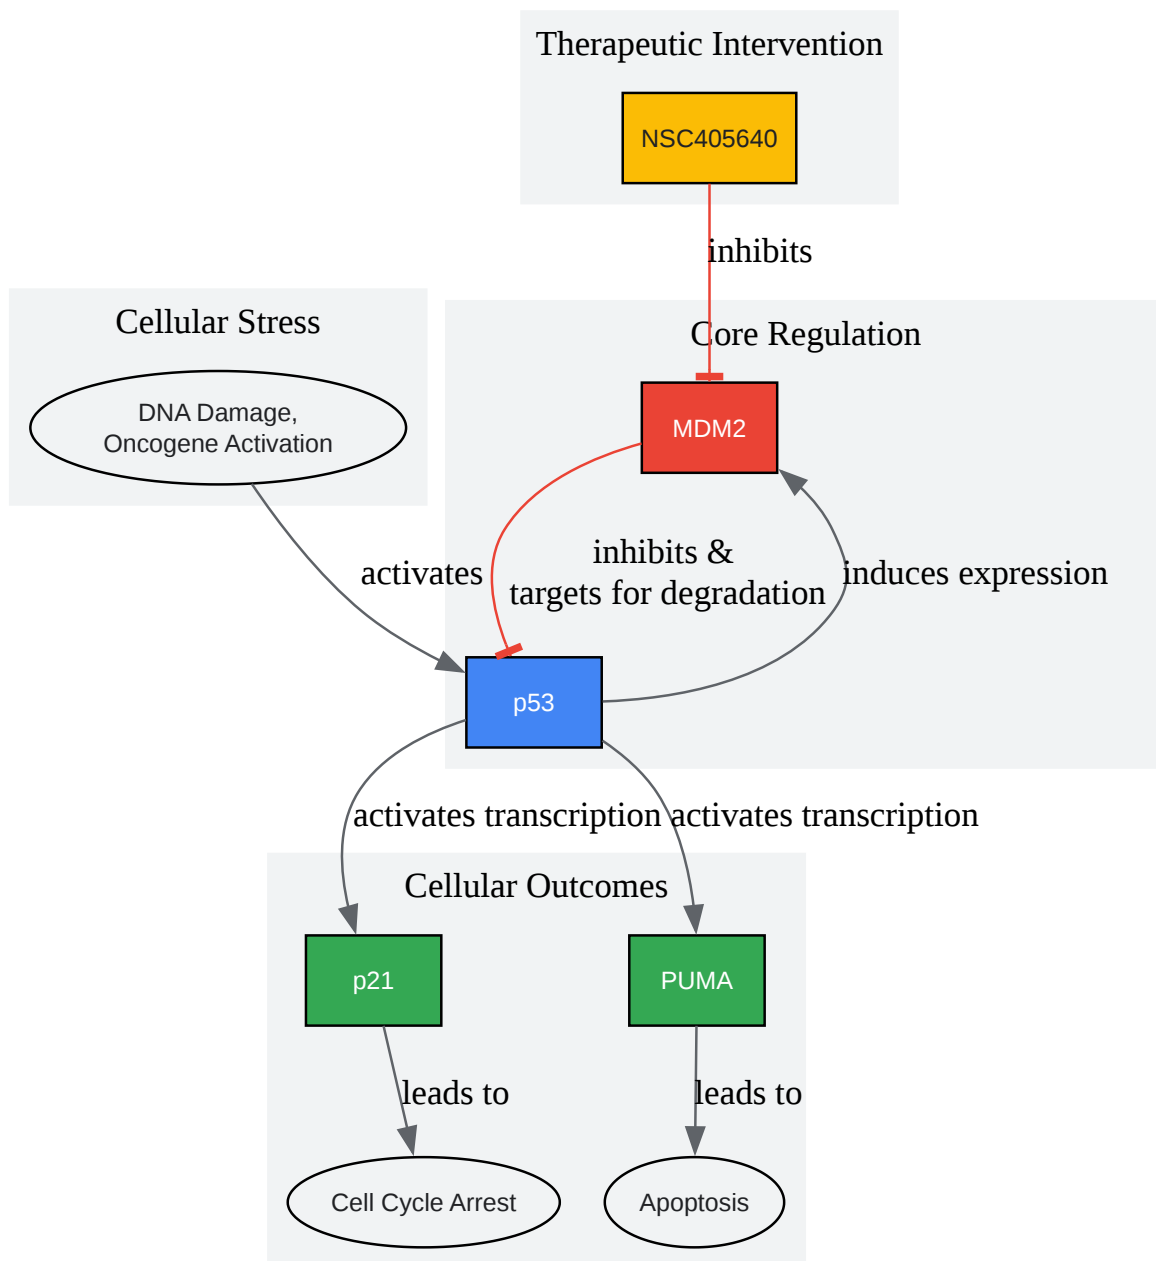 Therapeutic Intervention
NSC405640
inhibits
Cellular Stress
Core Regulation
DNA Damage,
Oncogene Activation
MDM2
activates
inhibits &
targets for degradation
induces expression
p53
activates transcription
activates transcription
Cellular Outcomes
p21
PUMA
leads to
leads to
Cell Cycle Arrest
Apoptosis